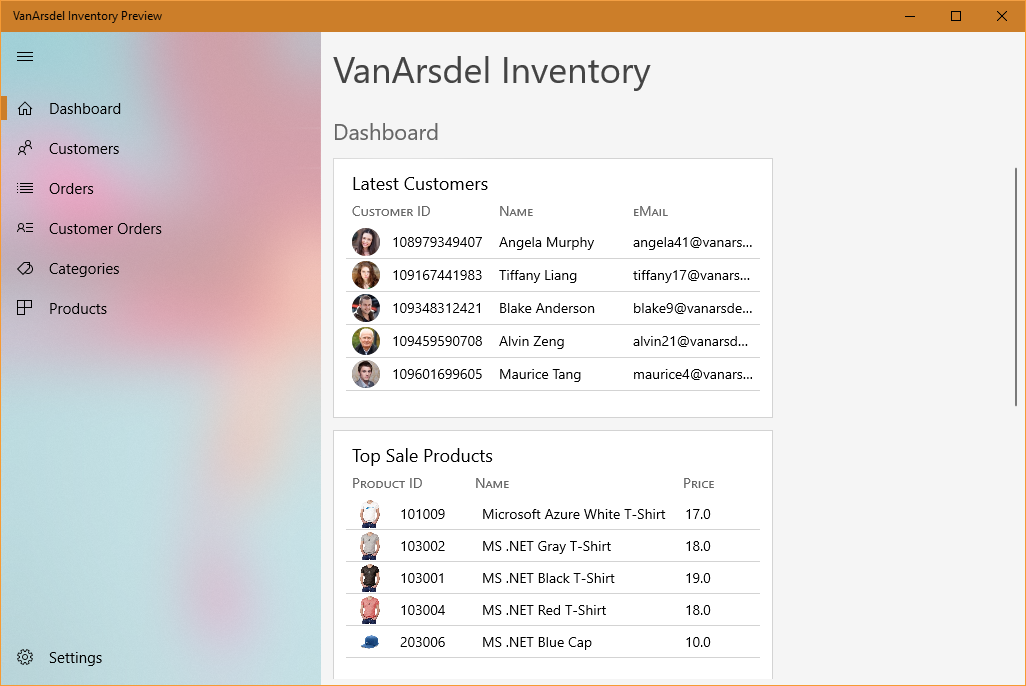 VanArsdel Inventory Preview
Dashboard
Customers
Orders
Customer Orders
Categories
Products
Settings
VanArsdel Inventory
Dashboard
Latest Customers
Customer ID Name eMail
108979349407 Angela Murphy angela41@vanars...
109167441983 Tiffany Liang tiffany17@vanars...
109348312421 Blake Anderson blake9@vanarsde...
109459590708 Alvin Zeng alvin21@vanarsd...
109601699605 Maurice Tang maurice4@vanars...
Top Sale Products
Product ID Name Price
101009 Microsoft Azure White T-Shirt 17.0
103002 MS .NET Gray T-Shirt 18.0
103001 MS .NET Black T-Shirt 19.0
103004 MS .NET Red T-Shirt 18.0
203006 MS .NET Blue Cap 10.0